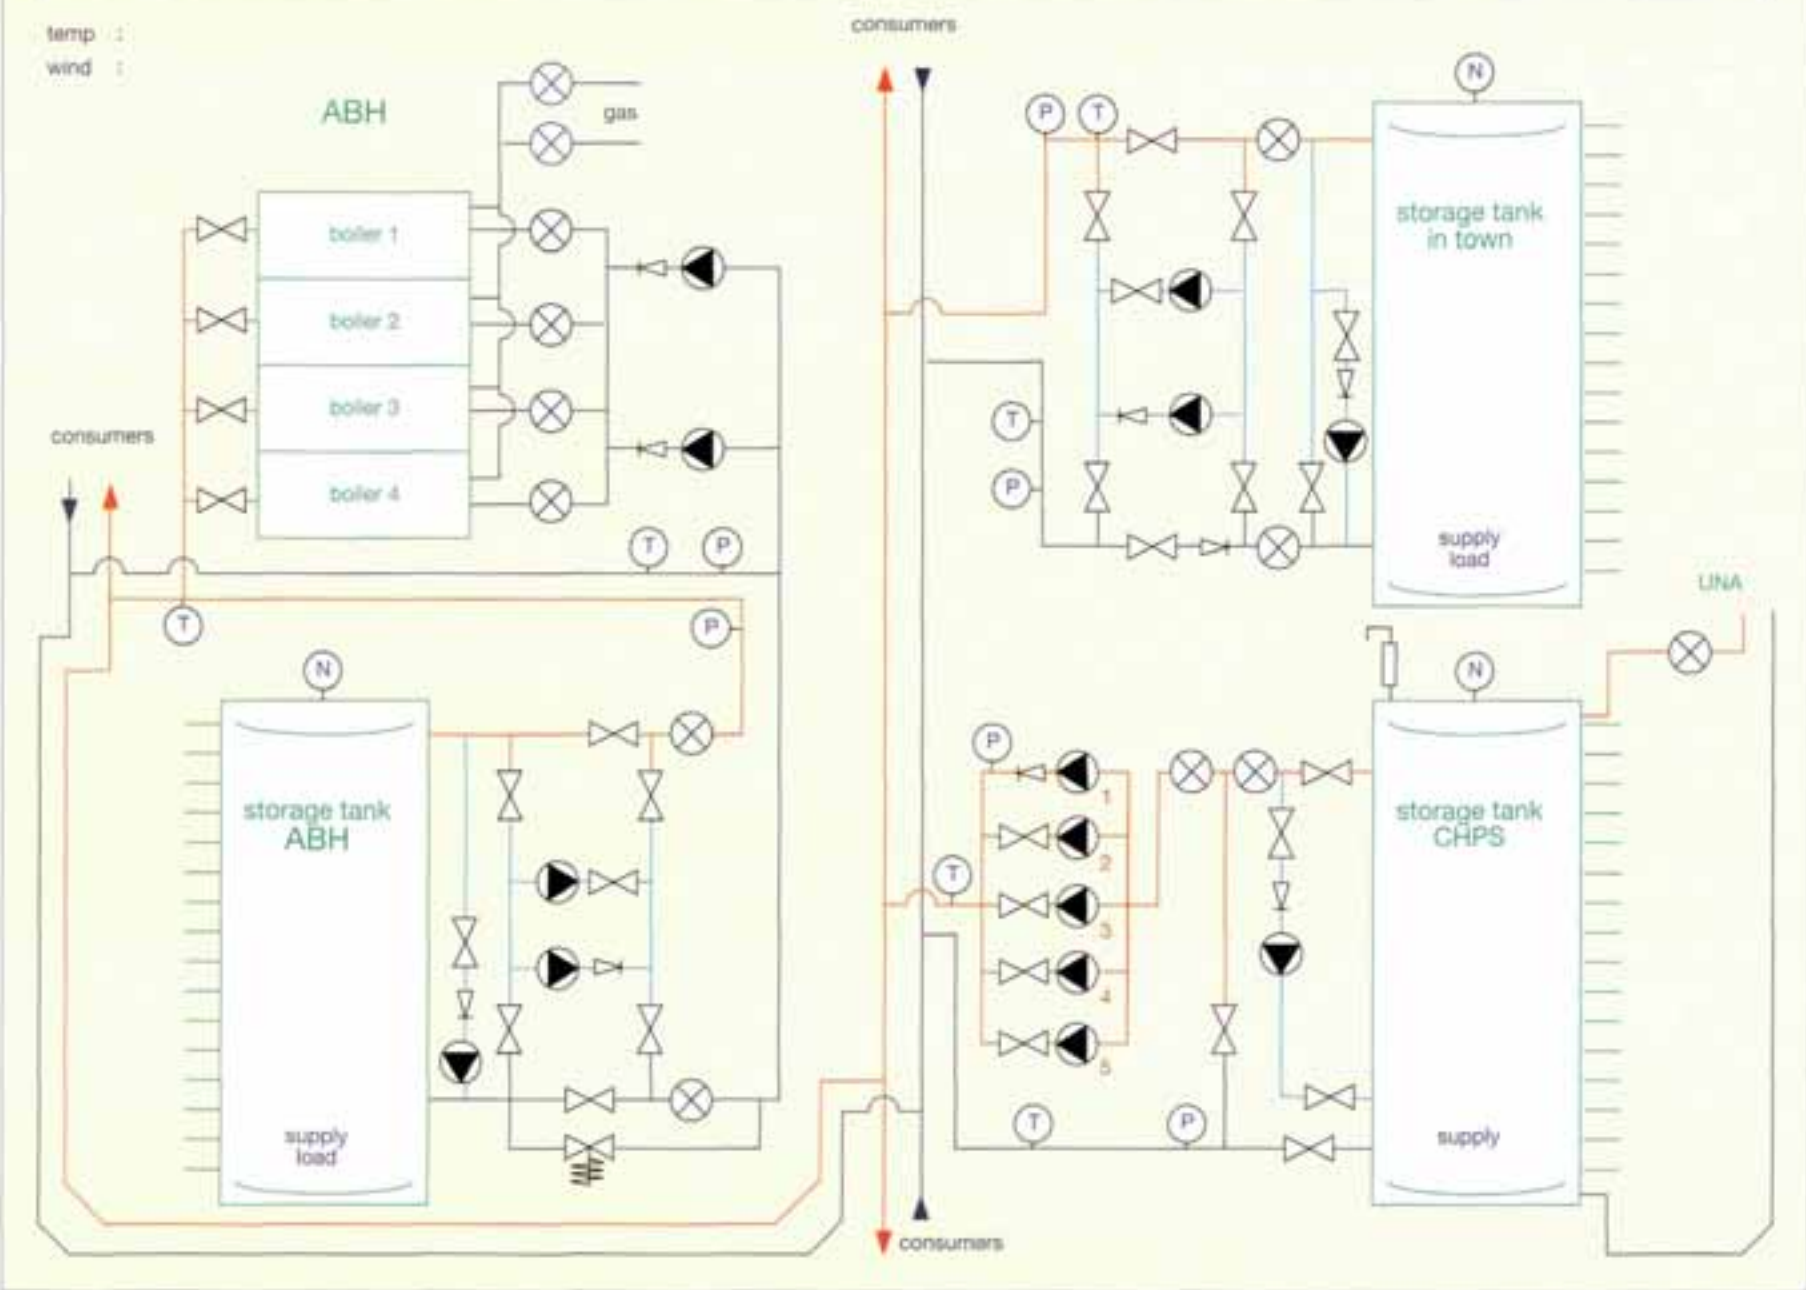 temp :
wind :
ABH
gas
boiler 1
boiler 2
boiler 3
boiler 4
consumers
T
P
T
P
N
storage tank
ABH
supply
load
consumers
P
T
N
storage tank
in town
T
P
supply
load
UNA
N
P
1
2
3
4
5
T
storage tank
CHPS
T
P
supply
consumers